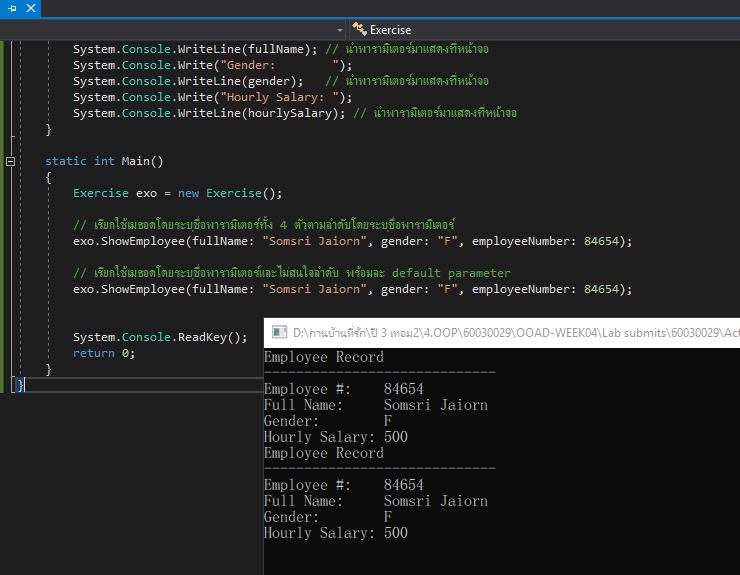 Exercise
System.Console.WriteLine(fullName); // นำพารามิเตอร์มาแสดงที่หน้าจอ
System.Console.Write("Gender:       ");
System.Console.WriteLine(gender);   // นำพารามิเตอร์มาแสดงที่หน้าจอ
System.Console.Write("Hourly Salary: ");
System.Console.WriteLine(hourlySalary); // นำพารามิเตอร์มาแสดงที่หน้าจอ
}
static int Main()
{
Exercise exo = new Exercise();
// เรียกใช้เมธอดโดยระบุชื่อพารามิเตอร์ทั้ง 4 ตัวตามลำดับโดยระบุชื่อพารามิเตอร์
exo.ShowEmployee(fullName: "Somsri Jaiorn", gender: "F", employeeNumber: 84654);
// เรียกใช้เมธอดโดยระบุชื่อพารามิเตอร์และไม่สนใจลำดับ พร้อมละ default parameter
exo.ShowEmployee(fullName: "Somsri Jaiorn", gender: "F", employeeNumber: 84654);
System.Console.ReadKey();
return 0;
}
}
D:\กานบ้านที่รัก\ปี 3 เทอม2\4.OOP\60030029\OOAD-WEEK04\Lab submits\60030029\Act
Employee Record
-----------------------------
Employee #:    84654
Full Name:     Somsri Jaiorn
Gender:        F
Hourly Salary: 500
Employee Record
-----------------------------
Employee #:    84654
Full Name:     Somsri Jaiorn
Gender:        F
Hourly Salary: 500